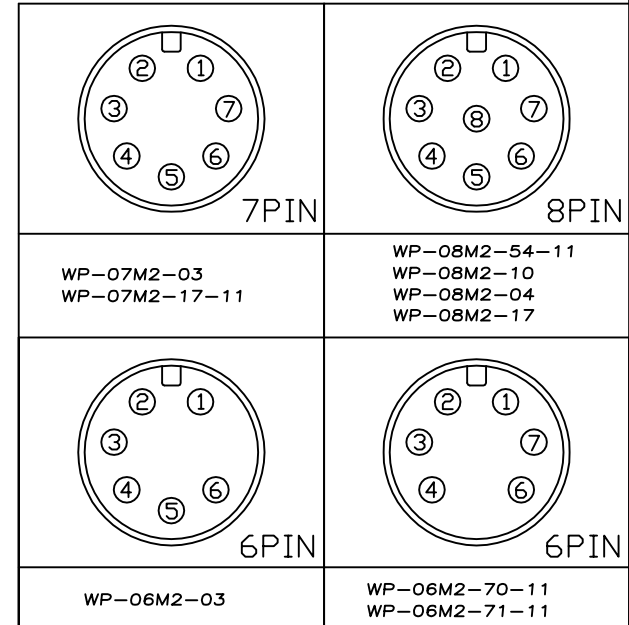 2 1
3 7
4 6
5
7PIN
2 1
3 8 7
4 6
5
8PIN
WP-07M2-03
WP-07M2-17-11
WP-08M2-54-11
WP-08M2-10
WP-08M2-04
WP-08M2-17
2 1
3
4 6
5
6PIN
2 1
3 7
4 6
6PIN
WP-06M2-03
WP-06M2-70-11
WP-06M2-71-11